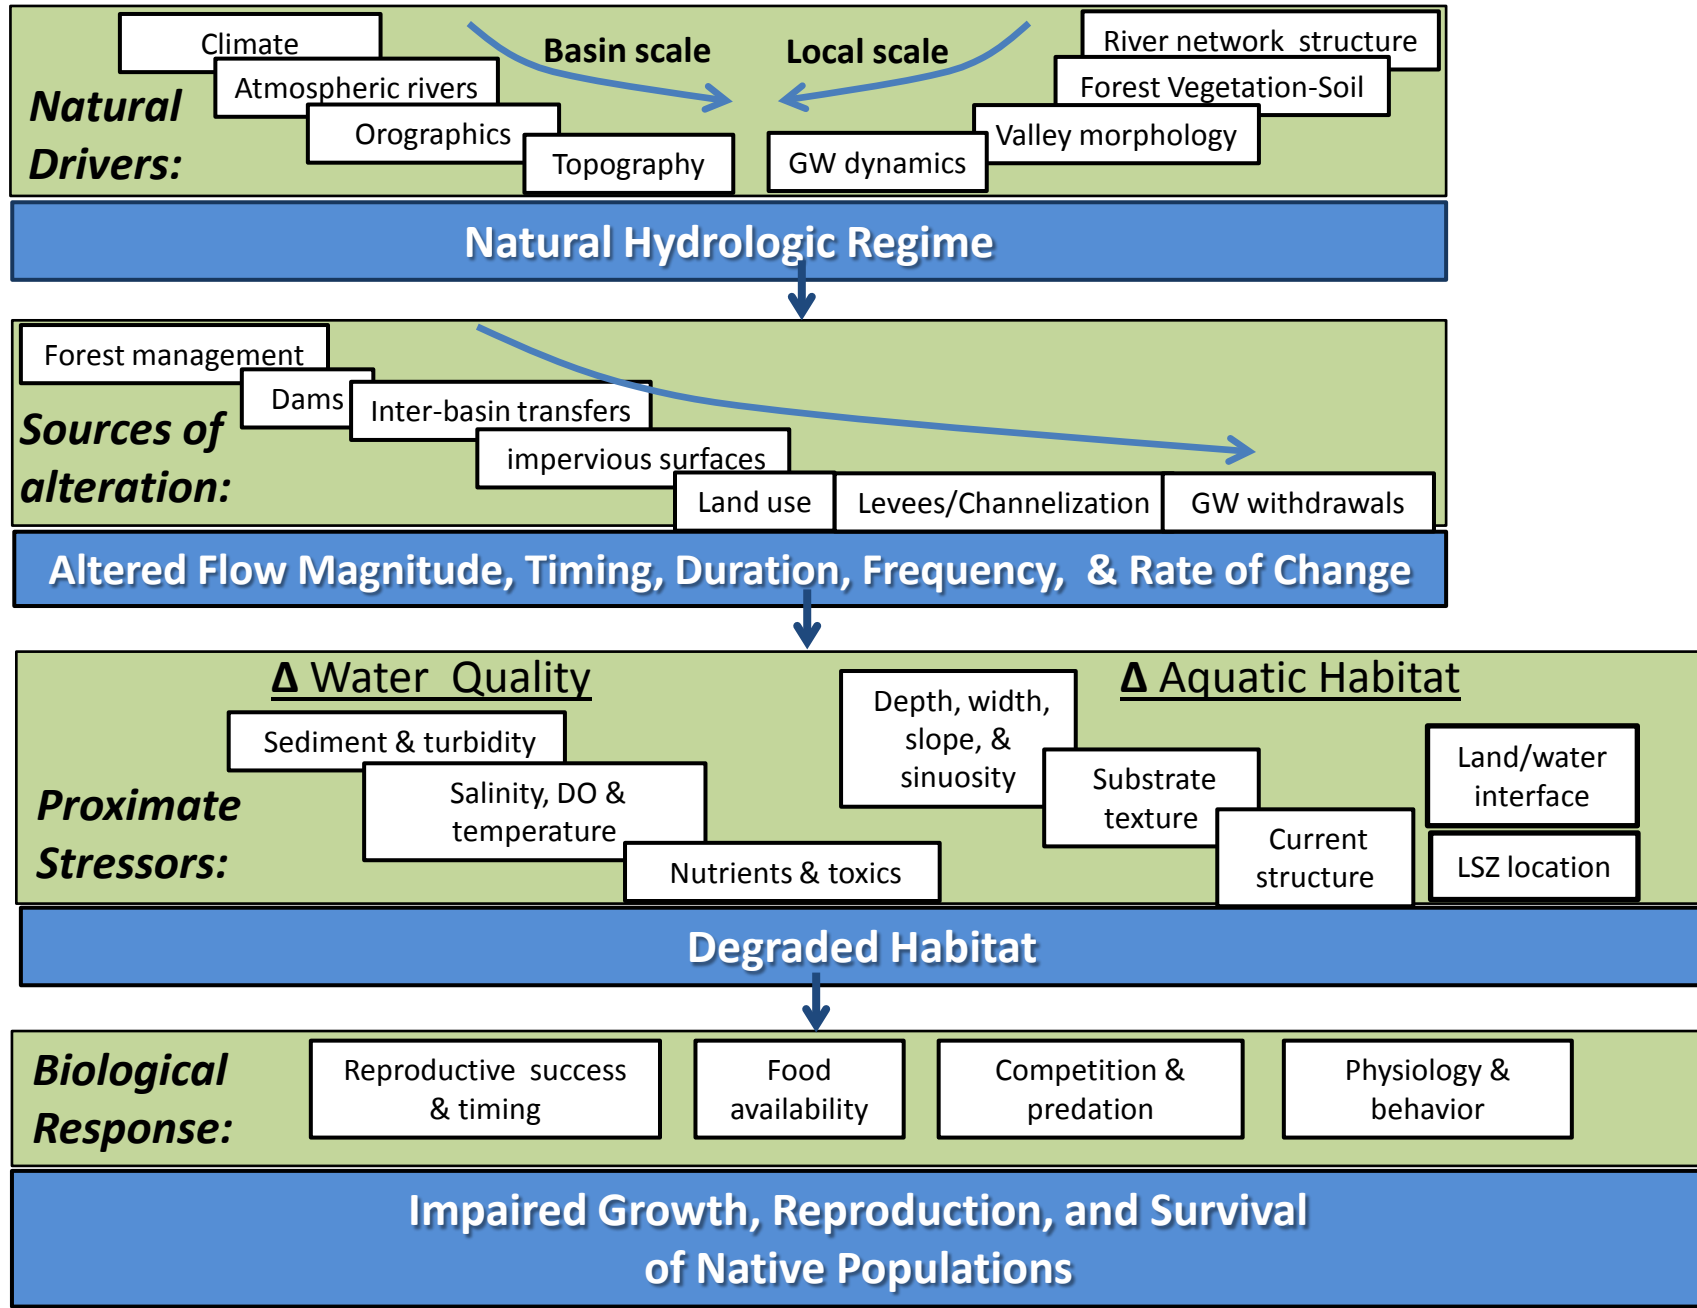 Natural
Drivers:
Climate
Atmospheric rivers
Orographics
Topography
Basin scale
Local scale
River network structure
Forest Vegetation-Soil
Valley morphology
GW dynamics
Natural Hydrologic Regime
Sources of
alteration:
Forest management
Dams
Inter-basin transfers
impervious surfaces
Land use
Levees/Channelization
GW withdrawals
Altered Flow Magnitude, Timing, Duration, Frequency, & Rate of Change
Proximate
Stressors:
Δ Water Quality
Sediment & turbidity
Salinity, DO &
temperature
Nutrients & toxics
Δ Aquatic Habitat
Depth, width,
slope, &
sinuosity
Substrate
texture
Current
structure
Land/water
interface
LSZ location
Degraded Habitat
Biological
Response:
Reproductive success
& timing
Food
availability
Competition &
predation
Physiology &
behavior
Impaired Growth, Reproduction, and Survival
of Native Populations